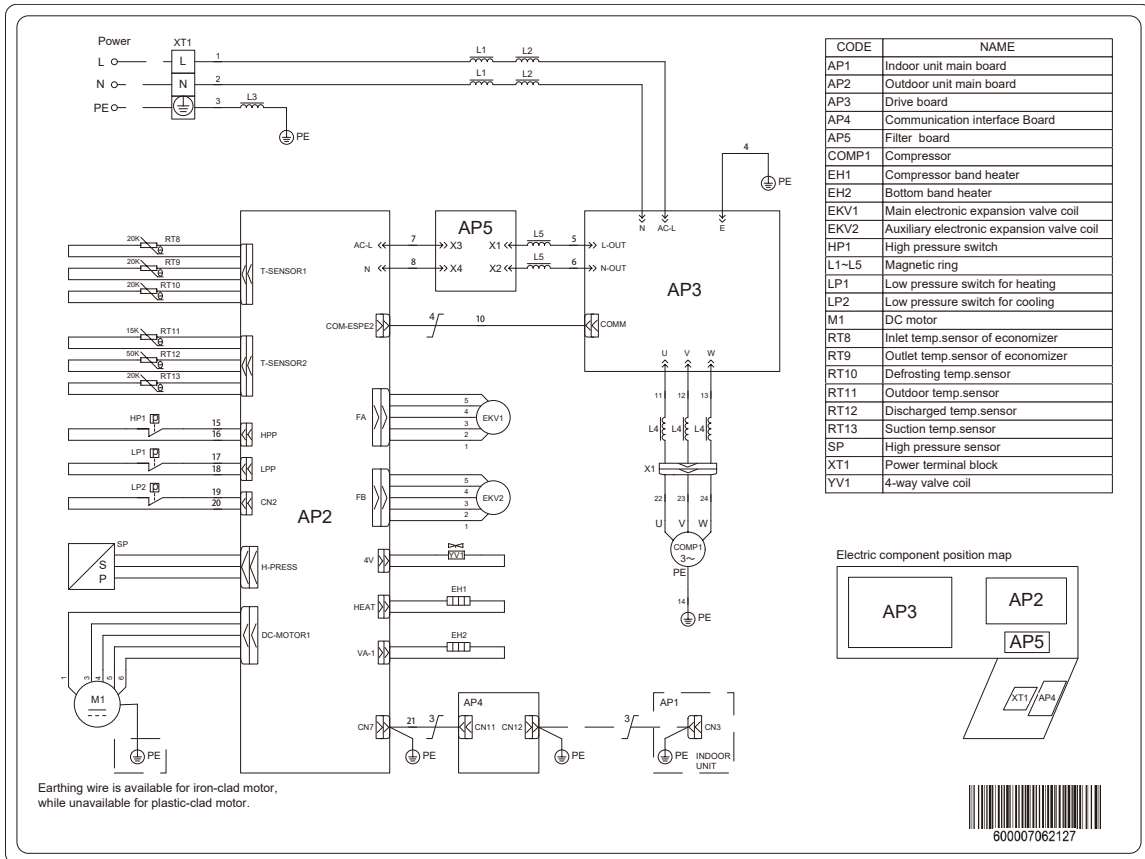 Power
XT1
L
L
1
L1
L2
N
N
2
L1
L2
PE
3
L3
PE
4
PE
N
AC-L
E
AP5
AC-L
7
X3
X1
L5
5
L-OUT
N
8
X4
X2
L5
6
N-OUT
AP3
COM-ESPE2
4
10
COMM
U
V
W
11
12
13
L4
L4
L4
X1
22
23
24
U
V
W
COMP1
3~
PE
14
PE
20K
RT8
20K
RT9
20K
RT10
T-SENSOR1
15K
RT11
50K
RT12
20K
RT13
T-SENSOR2
HP1
P
15
16
HPP
LP1
P
17
18
LPP
LP2
P
19
20
CN2
AP2
SP
S
P
H-PRESS
DC-MOTOR1
1
3
4
5
6
M1
PE
FA
5
4
3
2
1
EKV1
FB
5
4
3
2
1
EKV2
4V
YV1
HEAT
EH1
VA-1
EH2
CN7
21
3
PE
AP4
CN11
CN12
PE
3
AP1
CN3
PE
INDOOR
UNIT
Earthing wire is available for iron-clad motor,
while unavailable for plastic-clad motor.
CODE NAME
AP1 Indoor unit main board
AP2 Outdoor unit main board
AP3 Drive board
AP4 Communication interface Board
AP5 Filter board
COMP1 Compressor
EH1 Compressor band heater
EH2 Bottom band heater
EKV1 Main electronic expansion valve coil
EKV2 Auxiliary electronic expansion valve coil
HP1 High pressure switch
L1~L5 Magnetic ring
LP1 Low pressure switch for heating
LP2 Low pressure switch for cooling
M1 DC motor
RT8 Inlet temp.sensor of economizer
RT9 Outlet temp.sensor of economizer
RT10 Defrosting temp.sensor
RT11 Outdoor temp.sensor
RT12 Discharged temp.sensor
RT13 Suction temp.sensor
SP High pressure sensor
XT1 Power terminal block
YV1 4-way valve coil
Electric component position map
AP3
AP2
AP5
XT1
AP4
600007062127